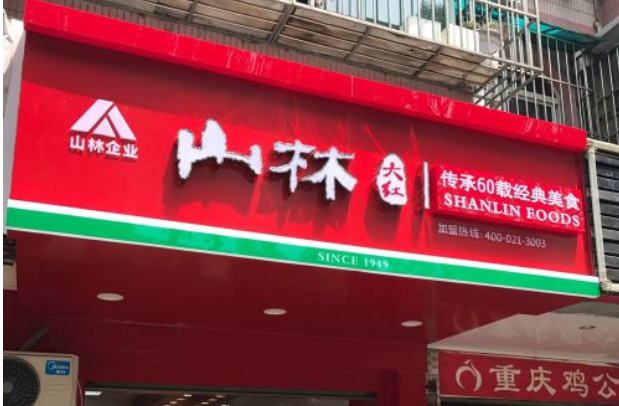 山林企业
山林
大红
传承60载经典美食
SHANLIN FOODS
加盟热线:400-021-3003
SINCE 1949
Midea
重庆鸡公